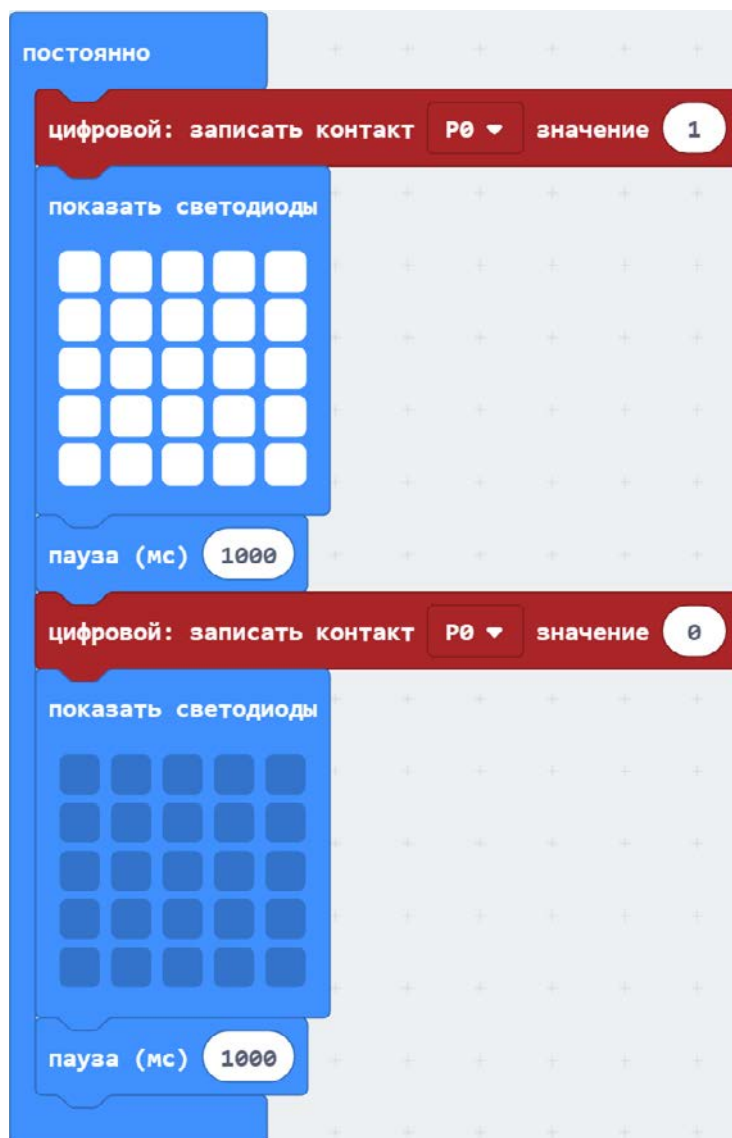 постоянно
цифровой: записать контакт P0 значение 1
показать светодиоды
пауза (мс) 1000
цифровой: записать контакт P0 значение 0
показать светодиоды
пауза (мс) 1000